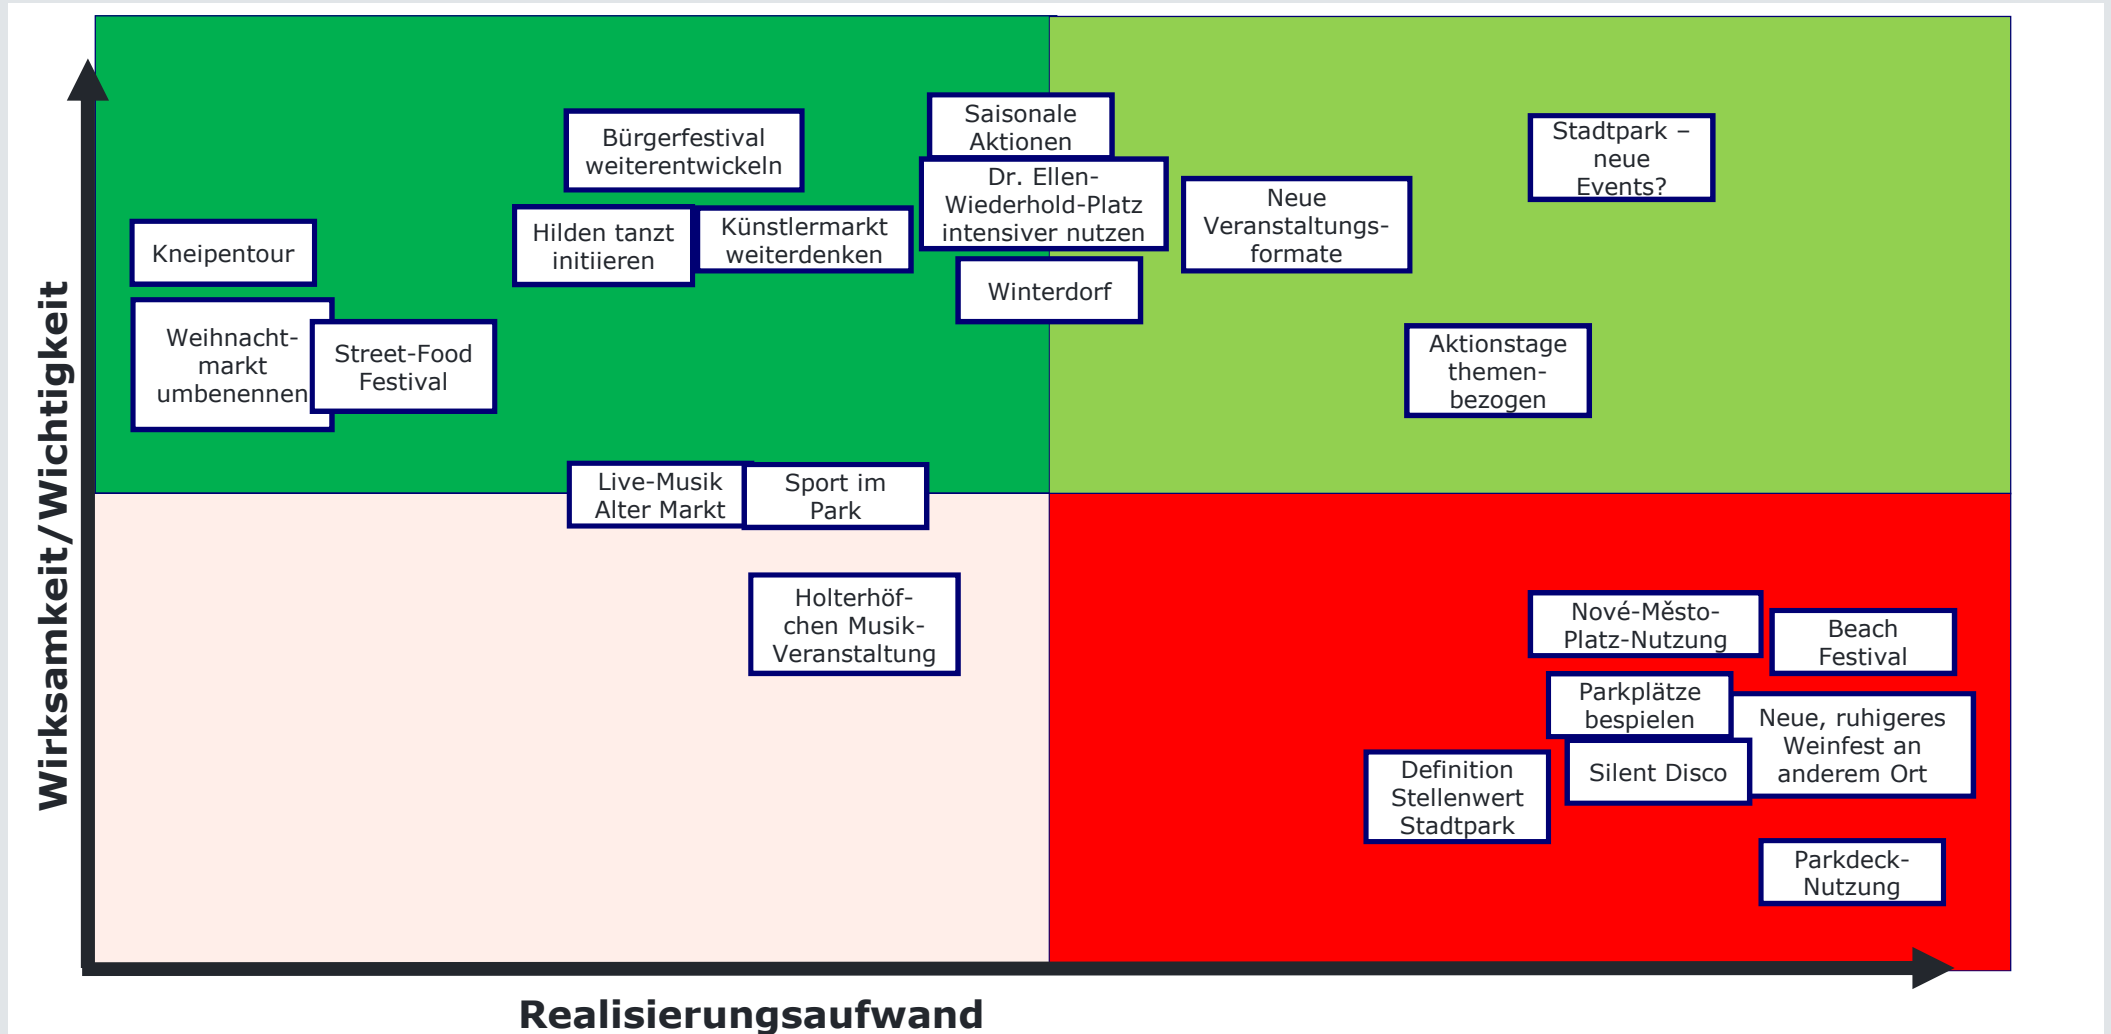 Wirksamkeit/Wichtigkeit
Bürgerfestival
weiterentwickeln
Saisonale
Aktionen
Stadtpark –
neue
Events?
Dr. Ellen-
Wiederhold-Platz
intensiver nutzen
Neue
Veranstaltungs-
formate
Kneipentour
Hilden tanzt
initiieren
Künstlermarkt
weiterdenken
Winterdorf
Weihnacht-
markt
umbenennen
Street-Food
Festival
Aktionstage
themen-
bezogen
Live-Musik
Alter Markt
Sport im
Park
Holterhöf-
chen Musik-
Veranstaltung
Nové-Město-
Platz-Nutzung
Beach
Festival
Parkplätze
bespielen
Neue, ruhigeres
Weinfest an
anderem Ort
Silent Disco
Definition
Stellenwert
Stadtpark
Parkdeck-
Nutzung
Realisierungsaufwand